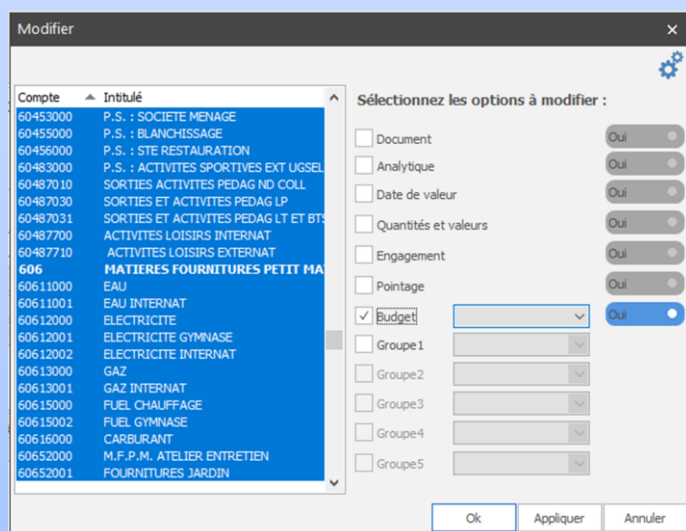 Modifier
Compte Intitulé
60453000 P.S. : SOCIETE MENAGE
60455000 P.S. : BLANCHISSAGE
60456000 P.S. : STE RESTAURATION
60483000 P.S. : ACTIVITES SPORTIVES EXT UGSEL
60487010 SORTIES ACTIVITES PEDAG ND COLL
60487030 SORTIES ET ACTIVITES PEDAG LP
60487031 SORTIES ET ACTIVITES PEDAG LT ET BTS
60487700 ACTIVITES LOISIRS INTERNAT
60487710 ACTIVITES LOISIRS EXTERNAT
606 MATIERES FOURNITURES PETIT MA
60611000 EAU
60611001 EAU INTERNAT
60612000 ELECTRICITE
60612001 ELECTRICITE GYMNASE
60612002 ELECTRICITE INTERNAT
60613000 GAZ
60613001 GAZ INTERNAT
60615000 FUEL CHAUFFAGE
60615002 FUEL GYMNASE
60616000 CARBURANT
60652000 M.F.P.M. ATELIER ENTRETIEN
60652001 FOURNITURES JARDIN
Sélectionnez les options à modifier :
Document Oui
Analytique Oui
Date de valeur Oui
Quantités et valeurs Oui
Engagement Oui
Pointage Oui
Budget Oui
Groupe1
Groupe2
Groupe3
Groupe4
Groupe5
Ok Appliquer Annuler